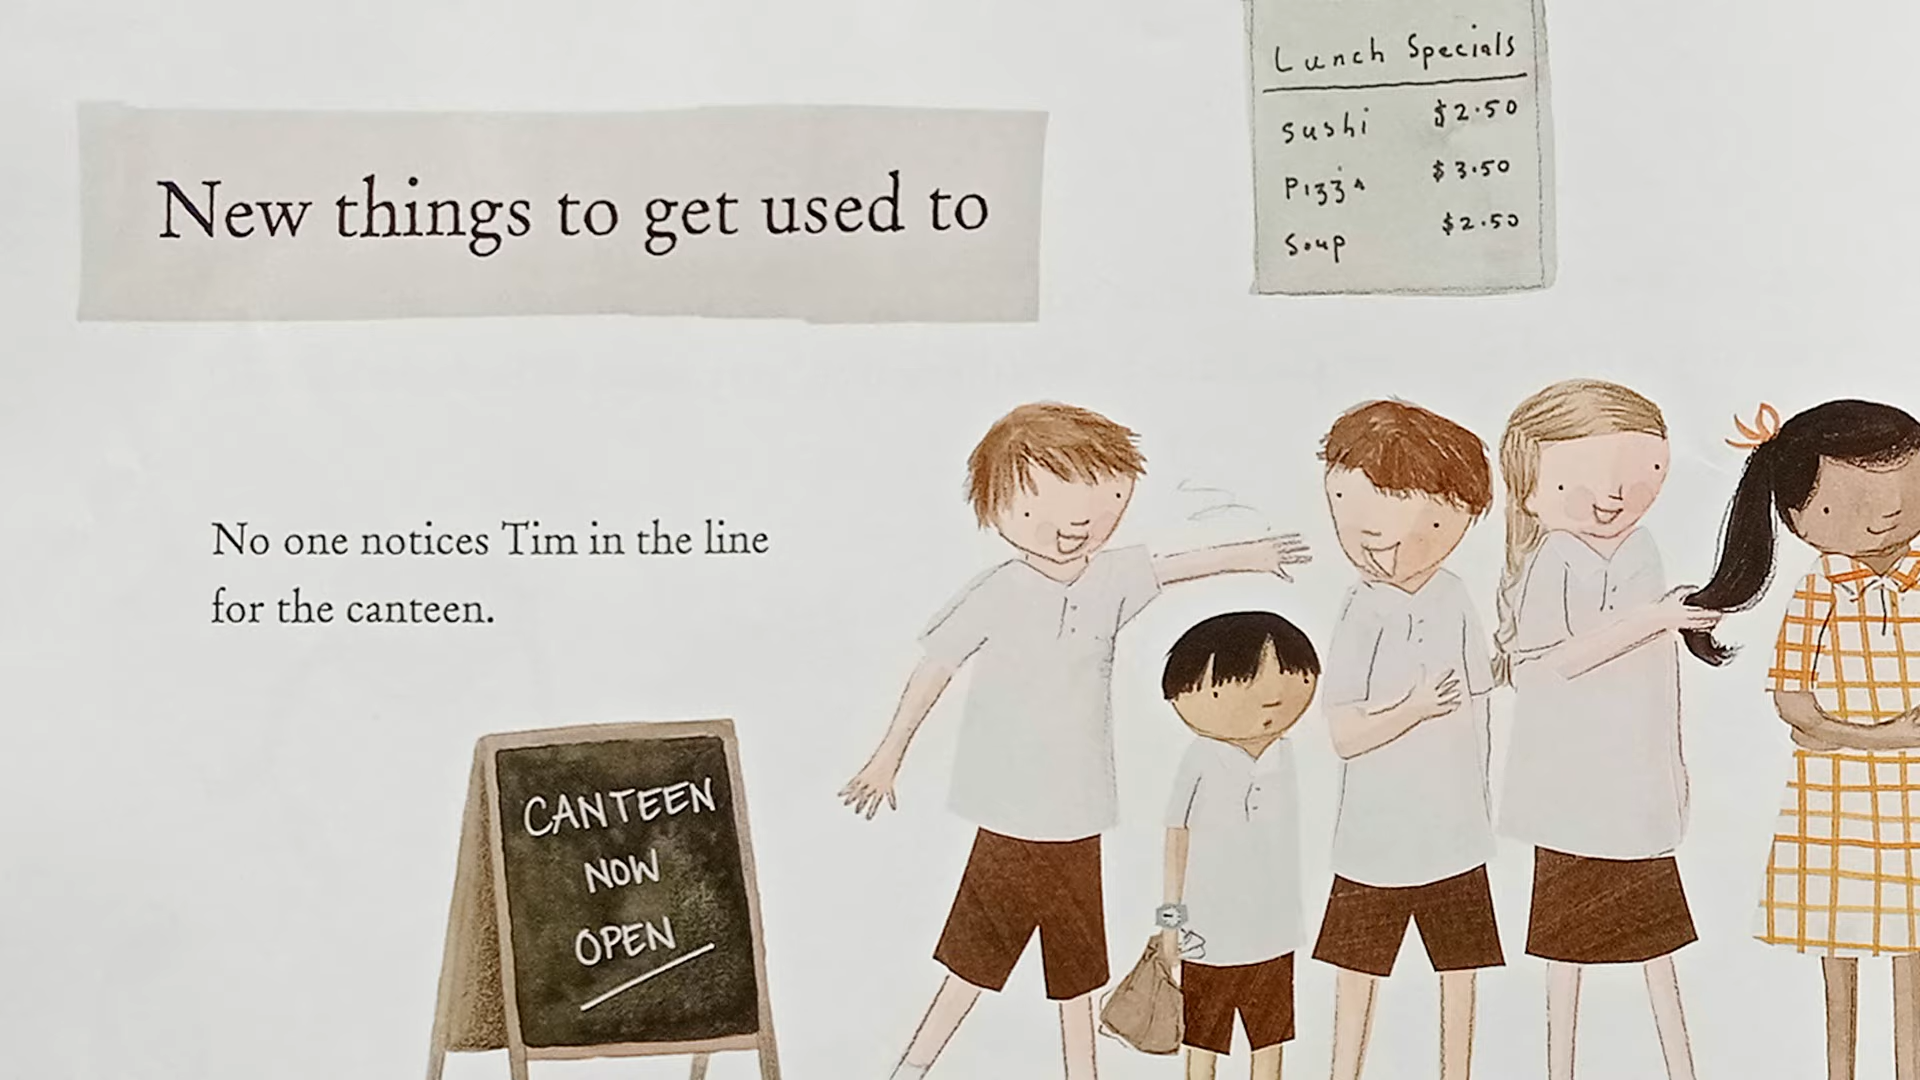 New things to get used to
Lunch Specials
sushi $2.50
Pizza $3.50
Soup $2.50
No one notices Tim in the line
for the canteen.
CANTEEN
NOW
OPEN